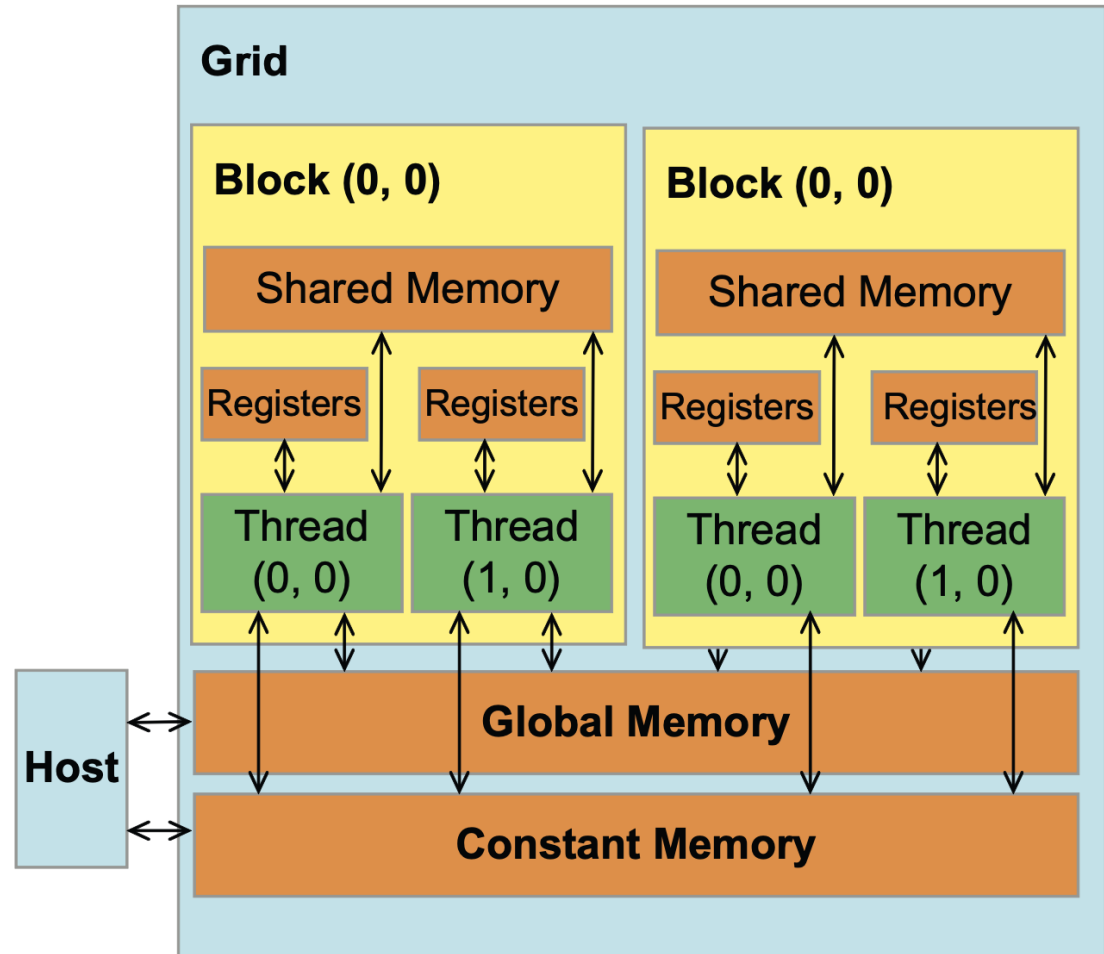 Grid
Block (0, 0)
Shared Memory
Registers
Registers
Thread
(0, 0)
Thread
(1, 0)
Block (0, 0)
Shared Memory
Registers
Registers
Thread
(0, 0)
Thread
(1, 0)
Host
Global Memory
Constant Memory